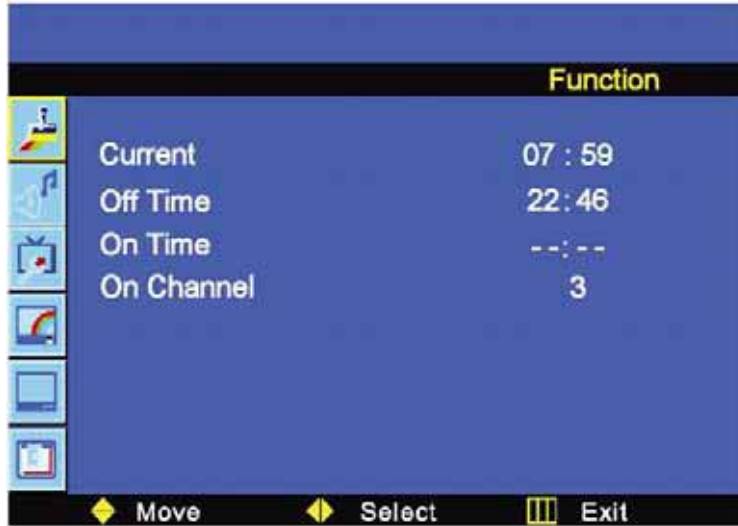 Function
Current 07 : 59
Off Time 22 : 46
On Time - - : - -
On Channel 3
Move Select Exit